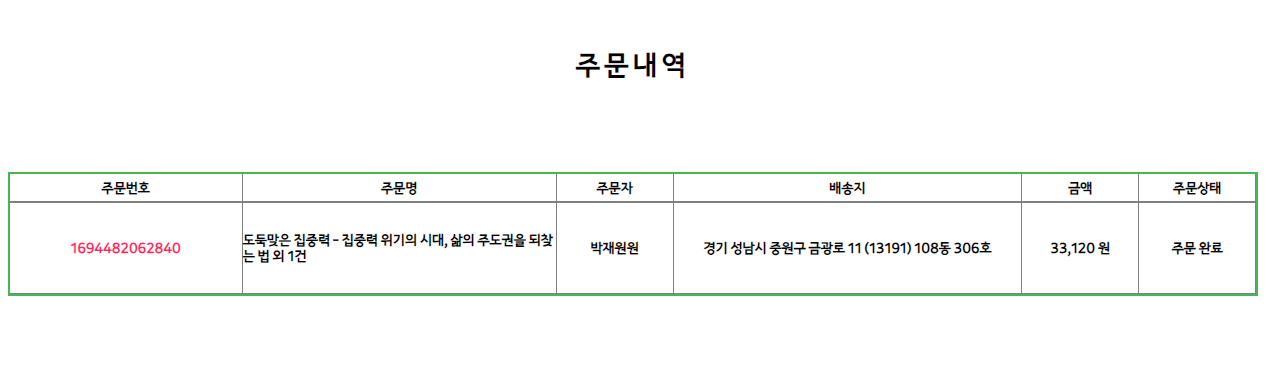 주문내역
주문번호 주문명 주문자 배송지 금액 주문상태
1694482062840 도둑맞은 집중력 - 집중력 위기의 시대, 삶의 주도권을 되찾
는 법 외 1건 박재원원 경기 성남시 중원구 금광로 11 (13191) 108동 306호 33,120 원 주문 완료